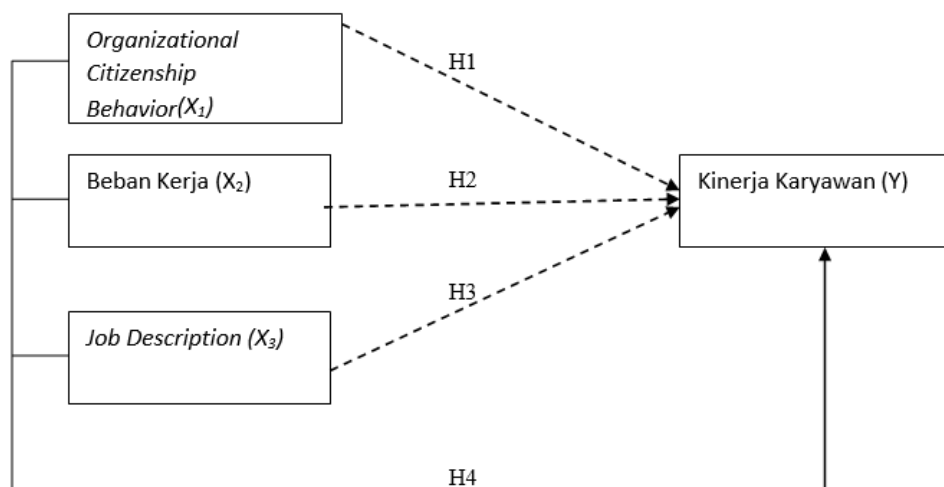 Organizational
Citizenship
Behavior(X₁)
H1
Beban Kerja (X₂)
H2
Kinerja Karyawan (Y)
H3
Job Description (X₃)
H4